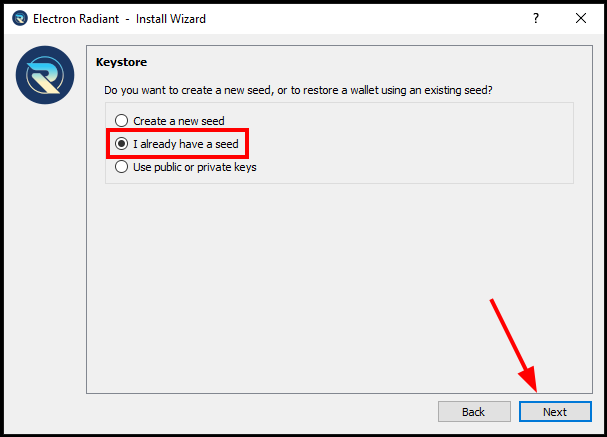 Electron Radiant - Install Wizard
Keystore
Do you want to create a new seed, or to restore a wallet using an existing seed?
Create a new seed
I already have a seed
Use public or private keys
Back Next